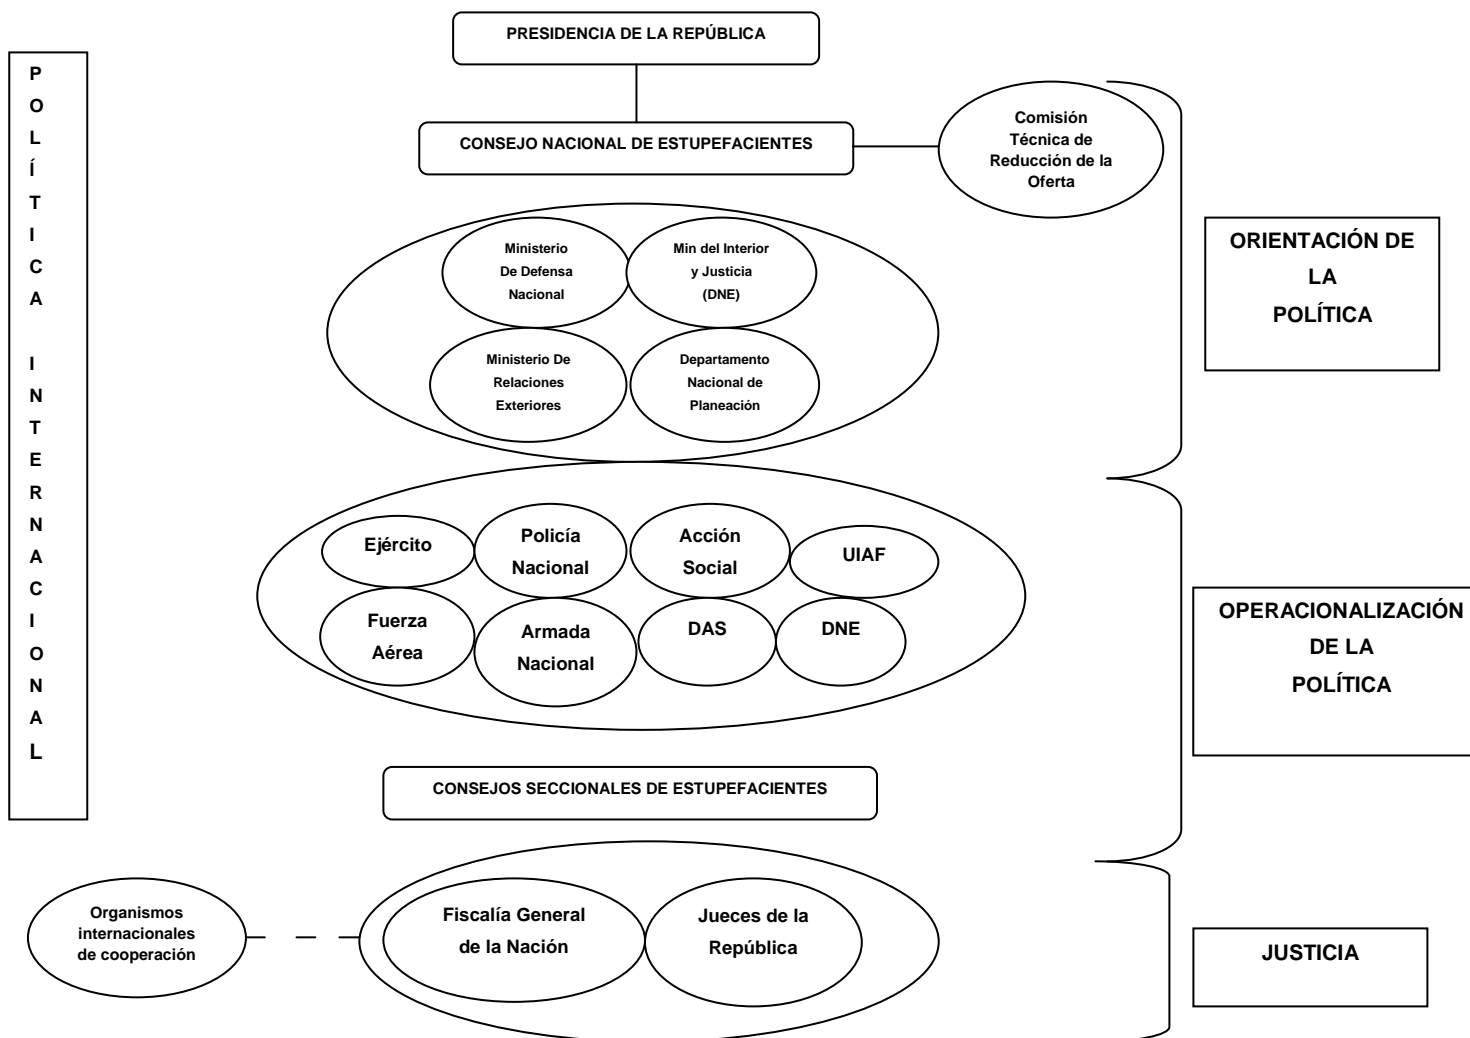 PRESIDENCIA DE LA REPÚBLICA
POLÍTICA INTERNACIONAL
CONSEJO NACIONAL DE ESTUPEFACIENTES
Comisión
Técnica de
Reducción de la
Oferta
Ministerio
De Defensa
Nacional
Min del Interior
y Justicia
(DNE)
Ministerio De
Relaciones
Exteriores
Departamento
Nacional de
Planeación
ORIENTACIÓN DE
LA
POLÍTICA
Ejército
Policía
Nacional
Acción
Social
UIAF
Fuerza
Aérea
Armada
Nacional
DAS
DNE
OPERACIONALIZACIÓN
DE LA
POLÍTICA
CONSEJOS SECCIONALES DE ESTUPEFACIENTES
Organismos
internacionales
de cooperación
Fiscalía General
de la Nación
Jueces de la
República
JUSTICIA